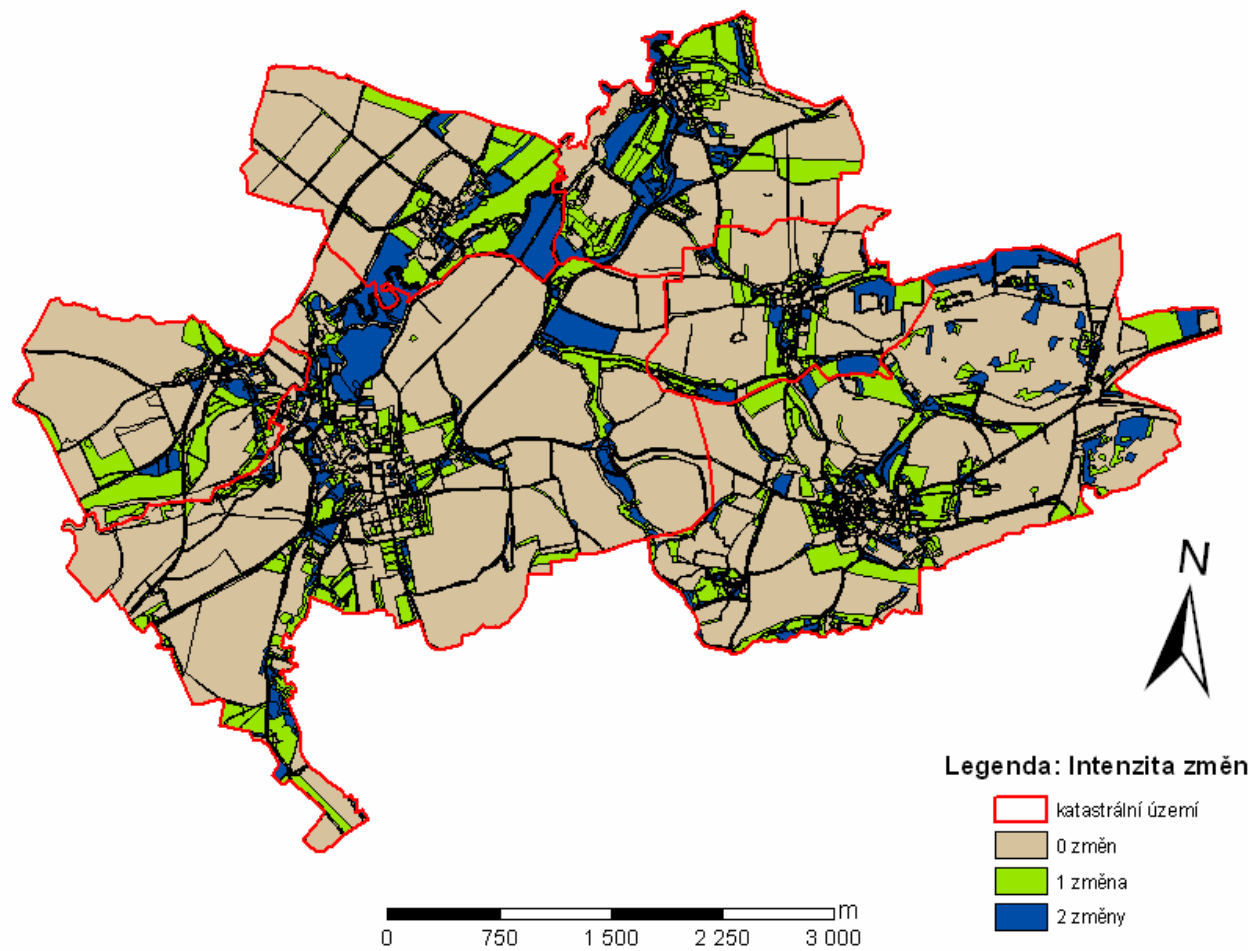 N
Legenda: Intenzita změn
katastrální území
0 změn
1 změna
2 změny
m
0 750 1 500 2 250 3 000